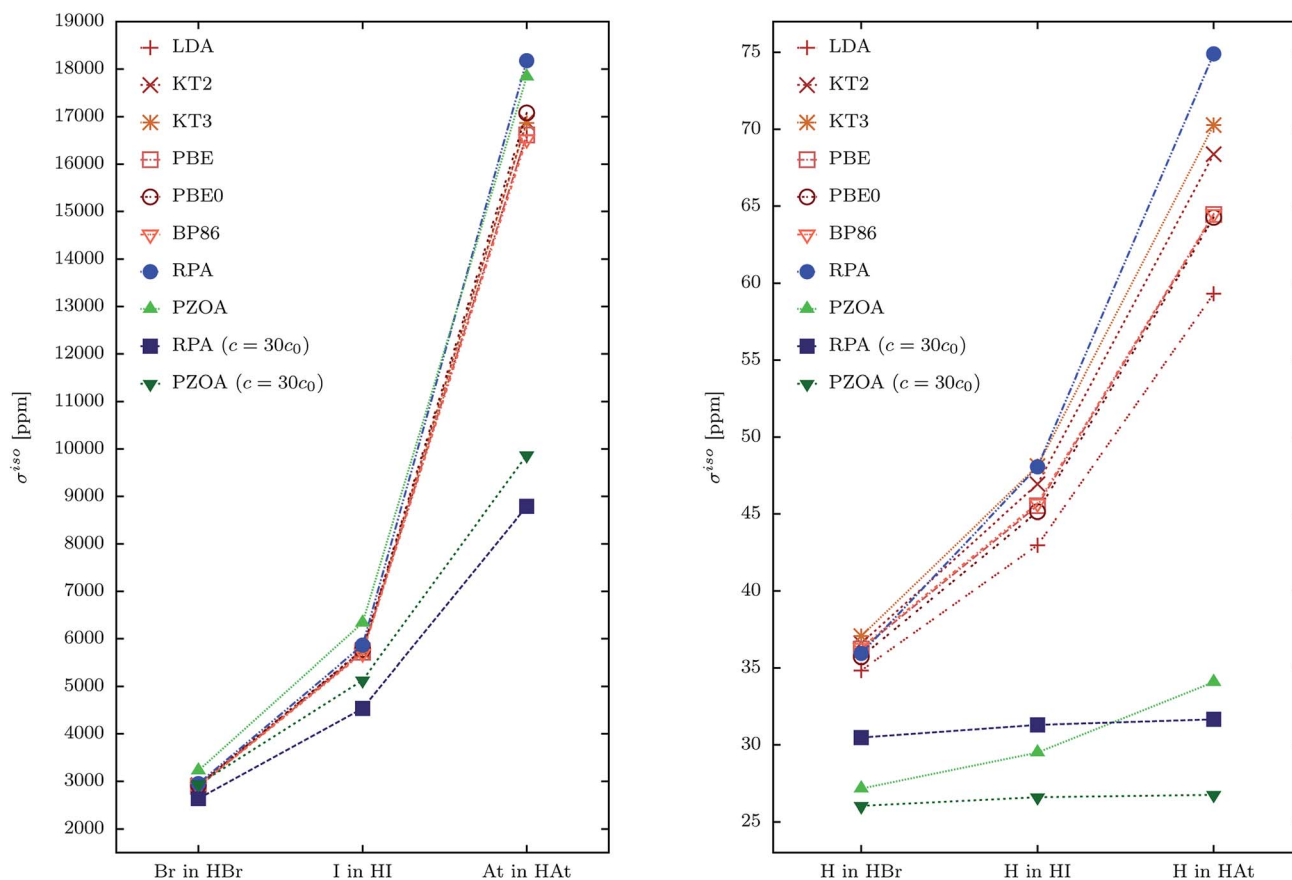 19000
18000
17000
16000
15000
14000
13000
12000
11000
10000
9000
8000
7000
6000
5000
4000
3000
2000
σ^{iso} [ppm]
LDA
KT2
KT3
PBE
PBE0
BP86
RPA
PZOA
RPA (c = 30c₀)
PZOA (c = 30c₀)
Br in HBr
I in HI
At in HAt
75
70
65
60
55
50
45
40
35
30
25
σ^{iso} [ppm]
LDA
KT2
KT3
PBE
PBE0
BP86
RPA
PZOA
RPA (c = 30c₀)
PZOA (c = 30c₀)
H in HBr
H in HI
H in HAt